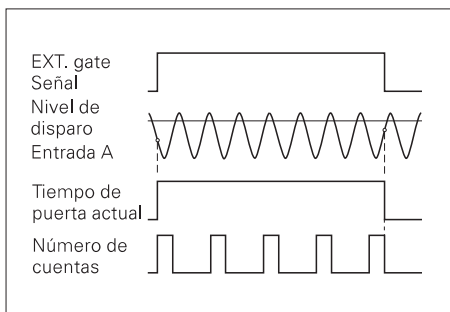 EXT. gate
Señal
Nivel de
disparo
Entrada A
Tiempo de
puerta actual
Número de
cuentas